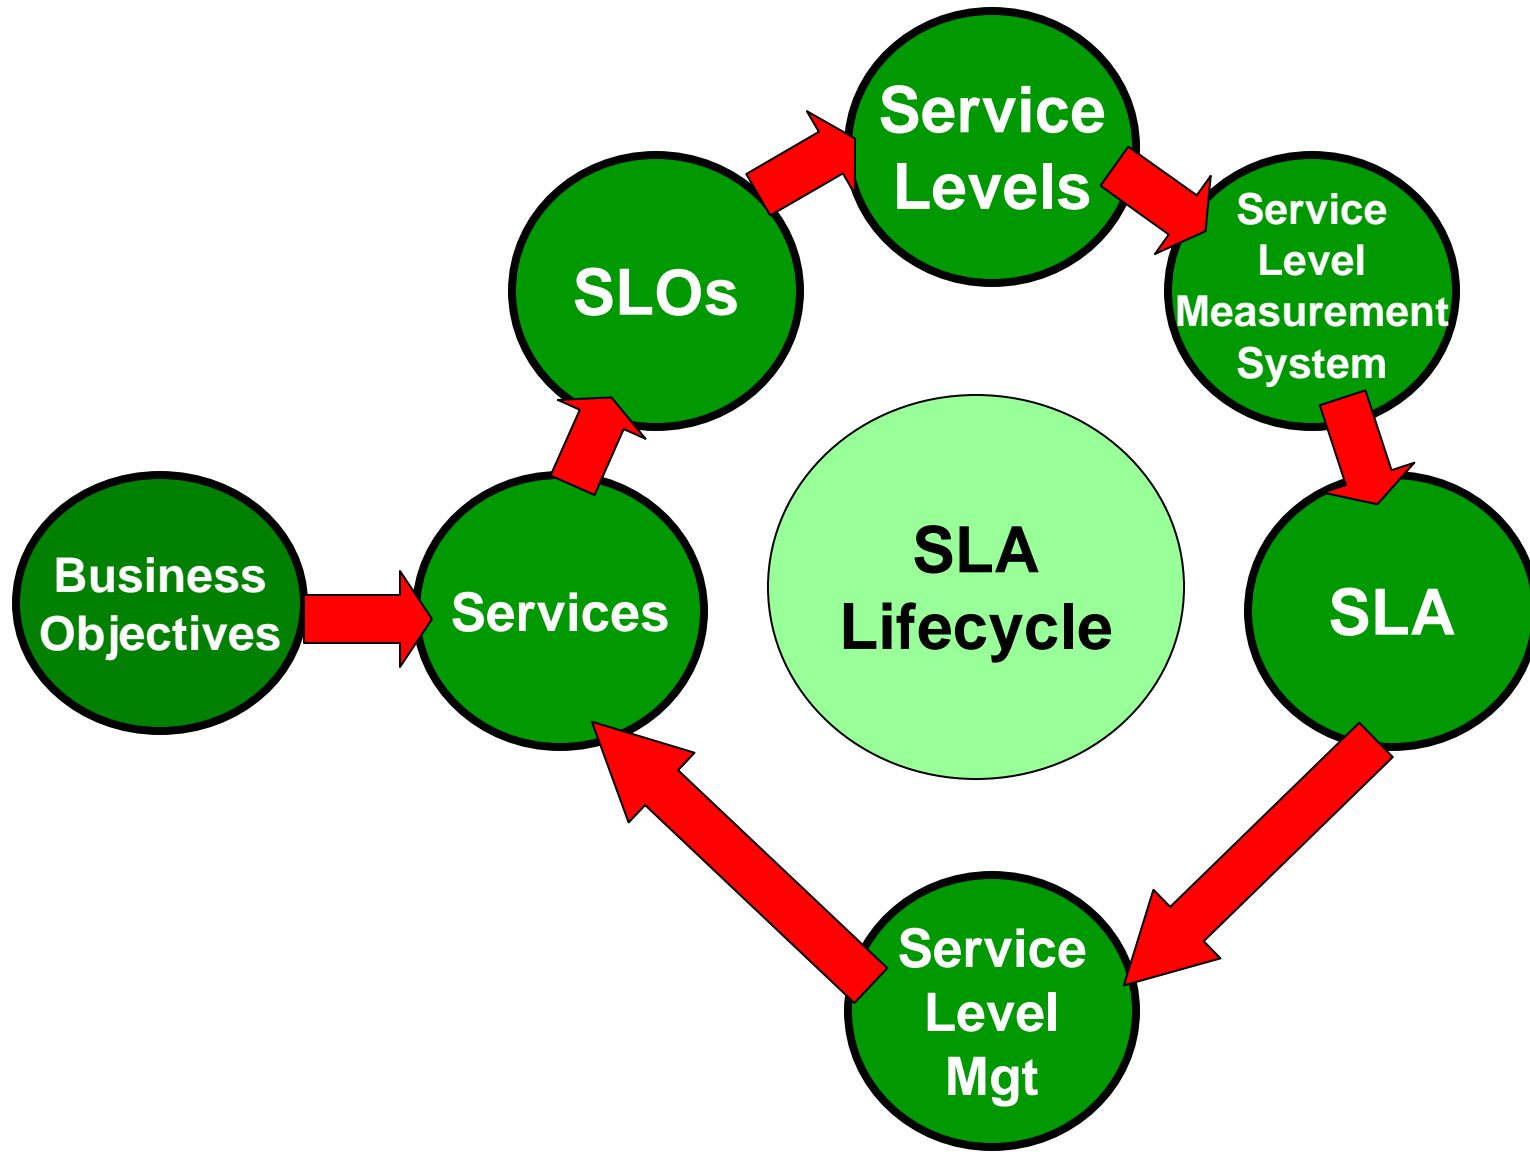 Service
Levels
Service
Level
Measurement
System
SLOs
SLA
Lifecycle
Business
Objectives
Services
SLA
Service
Level
Mgt